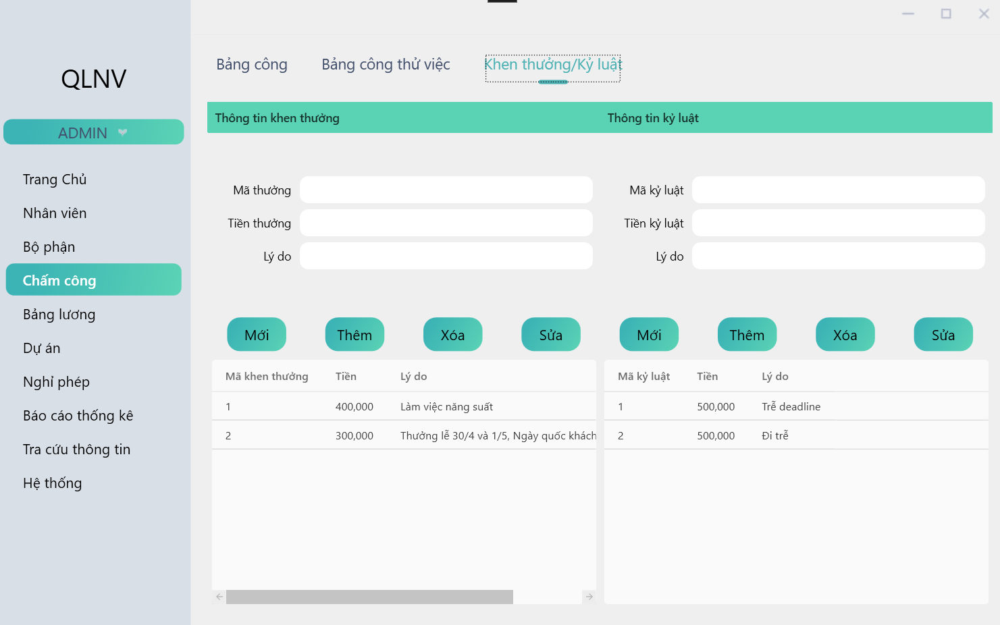 QLNV
ADMIN
Trang Chủ
Nhân viên
Bộ phận
Chấm công
Bảng lương
Dự án
Nghỉ phép
Báo cáo thống kê
Tra cứu thông tin
Hệ thống
Bảng công Bảng công thử việc Khen thưởng/Kỷ luật
Thông tin khen thưởng Thông tin kỷ luật
Mã thưởng Mã kỷ luật
Tiền thưởng Tiền kỷ luật
Lý do Lý do
Mới Thêm Xóa Sửa Mới Thêm Xóa Sửa
Mã khen thưởng Tiền Lý do Mã kỷ luật Tiền Lý do
1 400,000 Làm việc năng suất 1 500,000 Trễ deadline
2 300,000 Thưởng lễ 30/4 và 1/5, Ngày quốc khách 2 500,000 Đi trễ